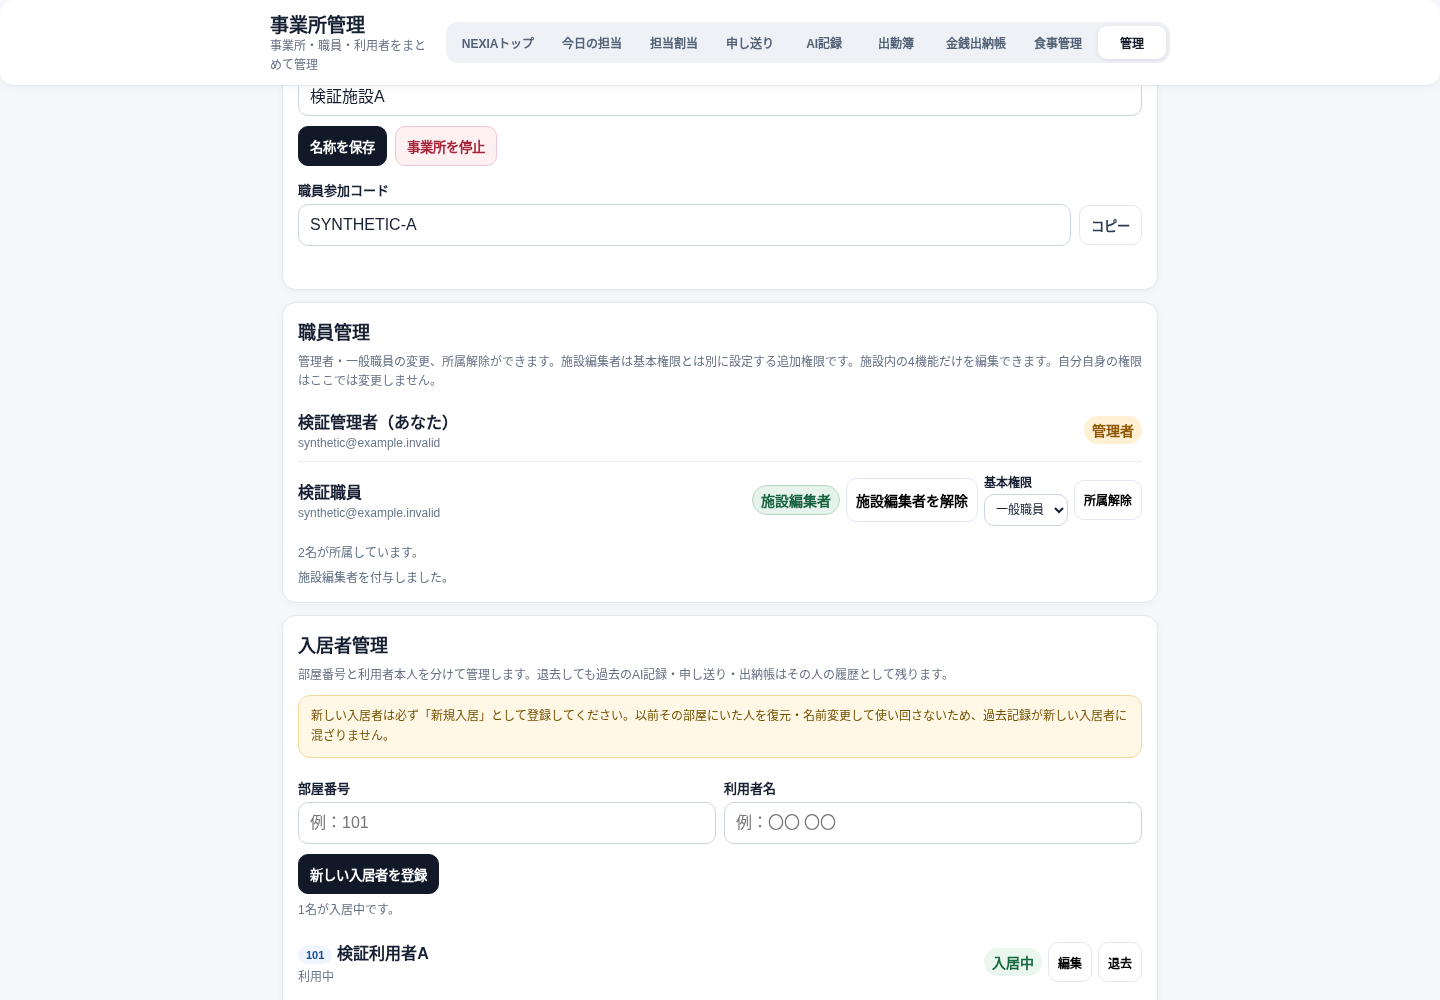 事業所管理
事業所・職員・利用者をまと
めて管理
NEXIAトップ
今日の担当
担当割当
申し送り
AI記録
出勤簿
金銭出納帳
食事管理
管理
検証施設A
名称を保存
事業所を停止
職員参加コード
SYNTHETIC-A
コピー
職員管理
管理者・一般職員の変更、所属解除ができます。施設編集者は基本権限とは別に設定する追加権限です。施設内の4機能だけを編集できます。自分自身の権限
はここでは変更しません。
検証管理者（あなた）
synthetic@example.invalid
管理者
検証職員
synthetic@example.invalid
施設編集者
施設編集者を解除
基本権限
一般職員
所属解除
2名が所属しています。
施設編集者を付与しました。
入居者管理
部屋番号と利用者本人を分けて管理します。退去しても過去のAI記録・申し送り・出納帳はその人の履歴として残ります。
新しい入居者は必ず「新規入居」として登録してください。以前その部屋にいた人を復元・名前変更して使い回さないため、過去記録が新しい入居者に
混ざりません。
部屋番号
利用者名
例：101
例：〇〇 〇〇
新しい入居者を登録
1名が入居中です。
101 検証利用者A
利用中
入居中
編集
退去